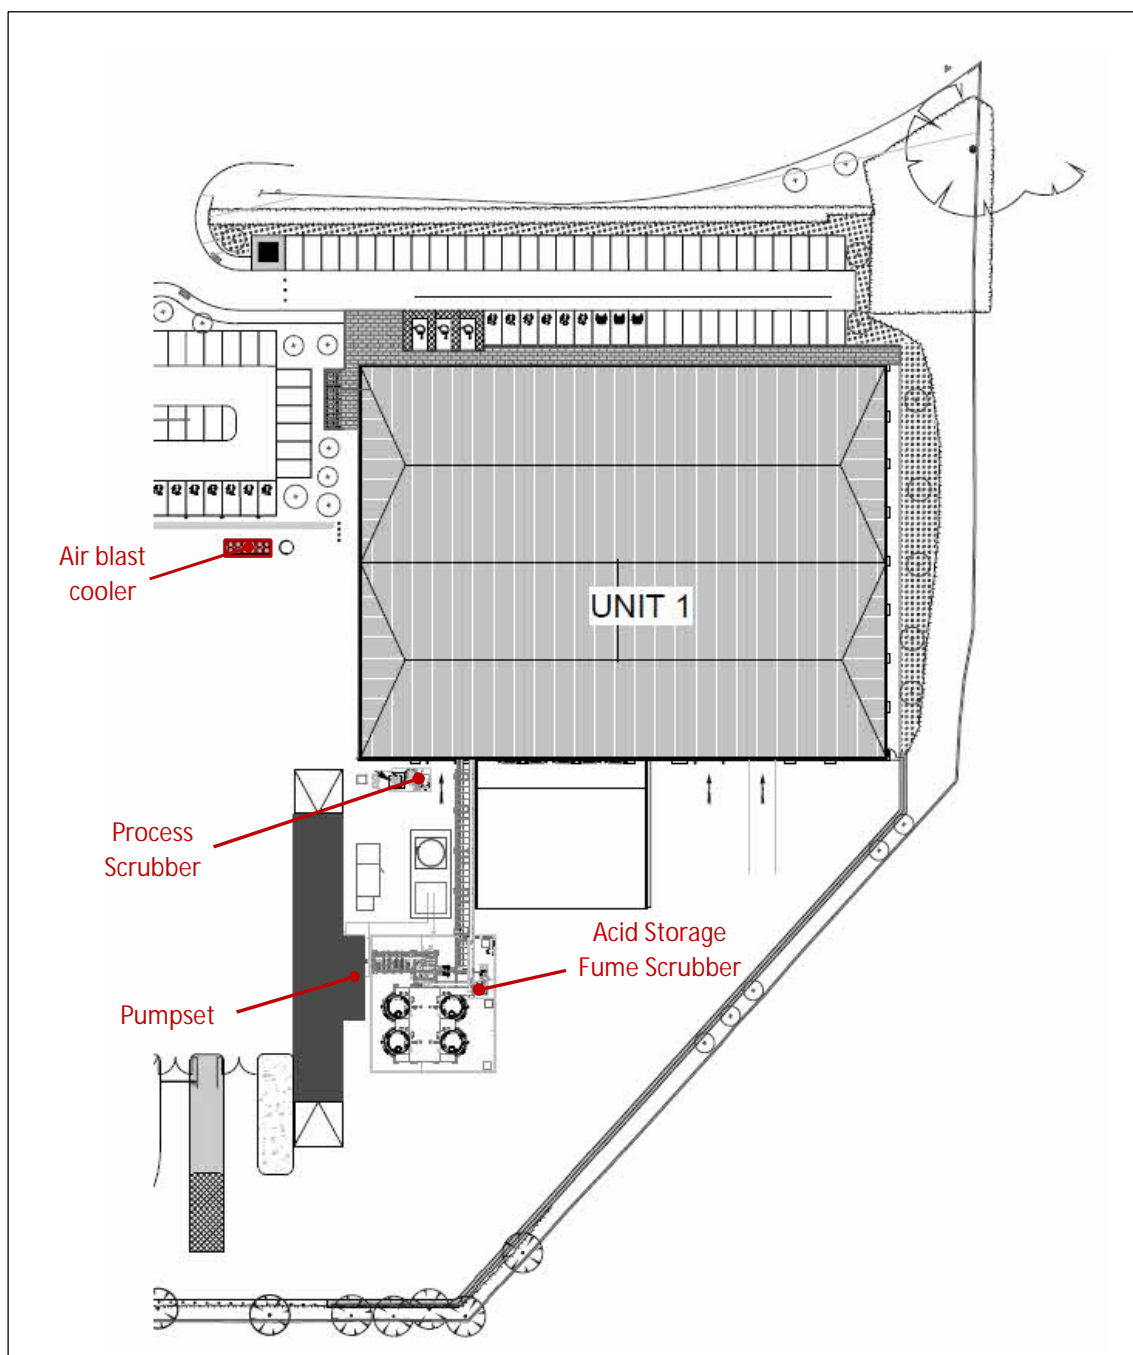 Air blast
cooler
UNIT 1
Process
Scrubber
Acid Storage
Fume Scrubber
Pumpset